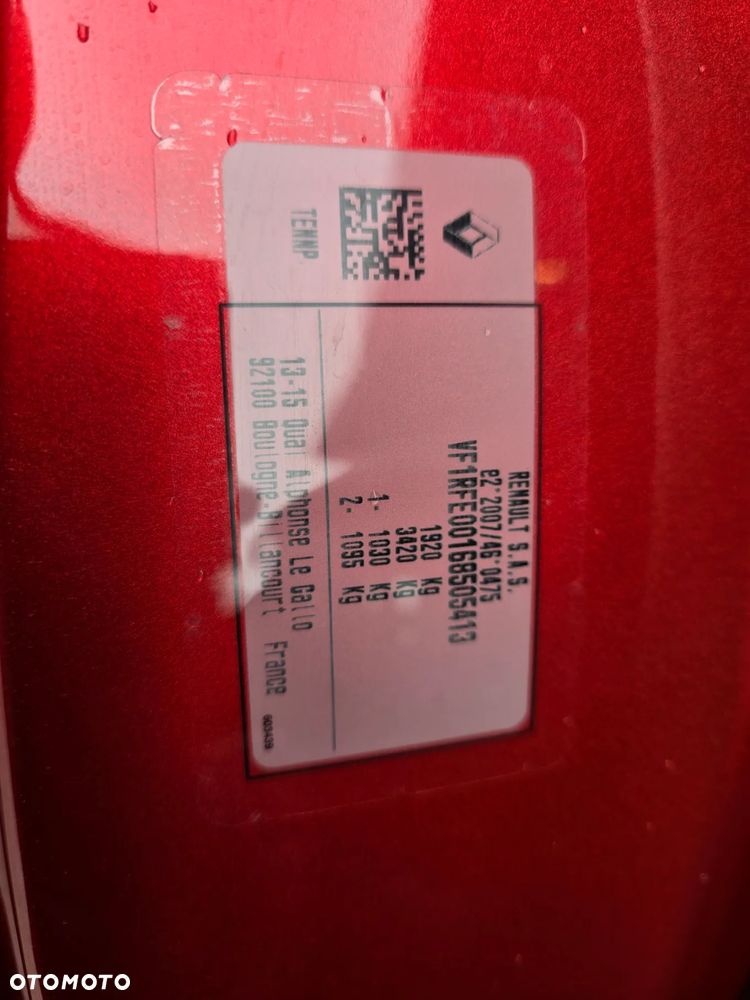 TENNP
RENAULT S.A.S.
e2*2007/46*0475
VF1RFE00168505413
1920 Kg
3420 Kg
1- 1030 Kg
2- 1095 Kg
13-15 Quai Alphonse Le Gallo
92100 Boulogne-Billancourt France
OTOMOTO